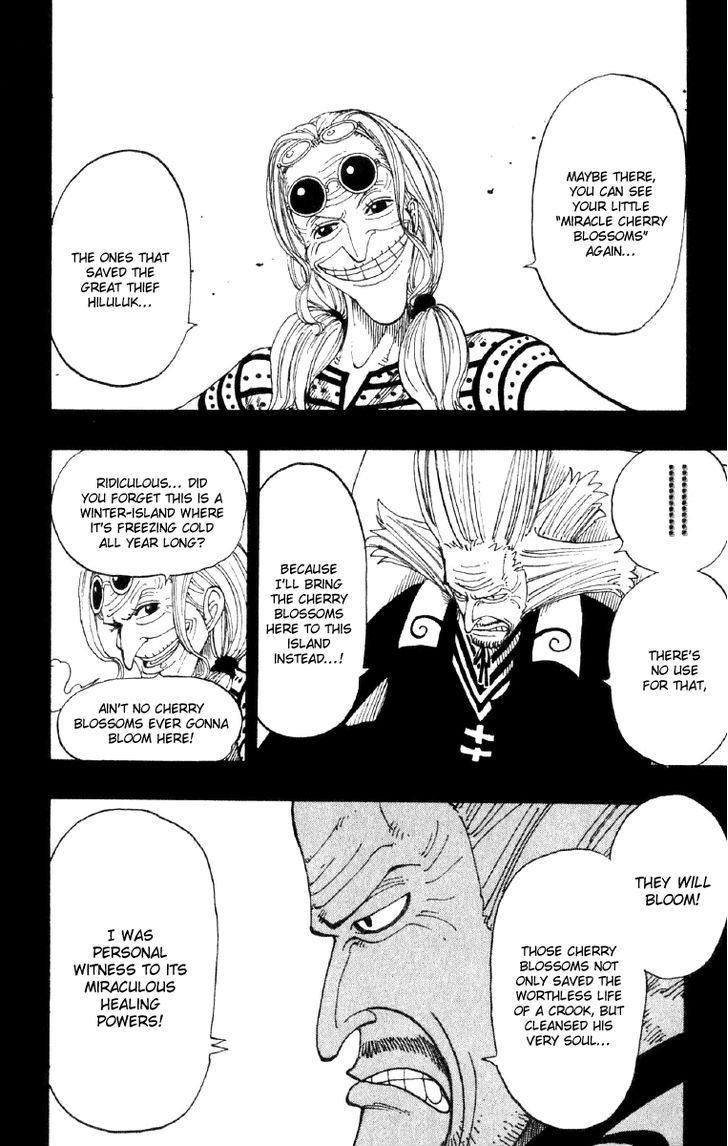 MAYBE THERE,
YOU CAN SEE
YOUR LITTLE
"MIRACLE CHERRY
BLOSSOMS"
AGAIN...
THE ONES THAT
SAVED THE
GREAT THIEF
HILULUK...
.........
THERE'S
NO USE
FOR THAT,
BECAUSE
I'LL BRING
THE CHERRY
BLOSSOMS
HERE TO THIS
ISLAND
INSTEAD...!
RIDICULOUS... DID
YOU FORGET THIS IS A
WINTER-ISLAND WHERE
IT'S FREEZING COLD
ALL YEAR LONG?
AIN'T NO CHERRY
BLOSSOMS EVER GONNA
BLOOM HERE!
THEY WILL
BLOOM!
THOSE CHERRY
BLOSSOMS NOT
ONLY SAVED THE
WORTHLESS LIFE
OF A CROOK, BUT
CLEANSED HIS
VERY SOUL...
I WAS
PERSONAL
WITNESS TO ITS
MIRACULOUS
HEALING
POWERS!